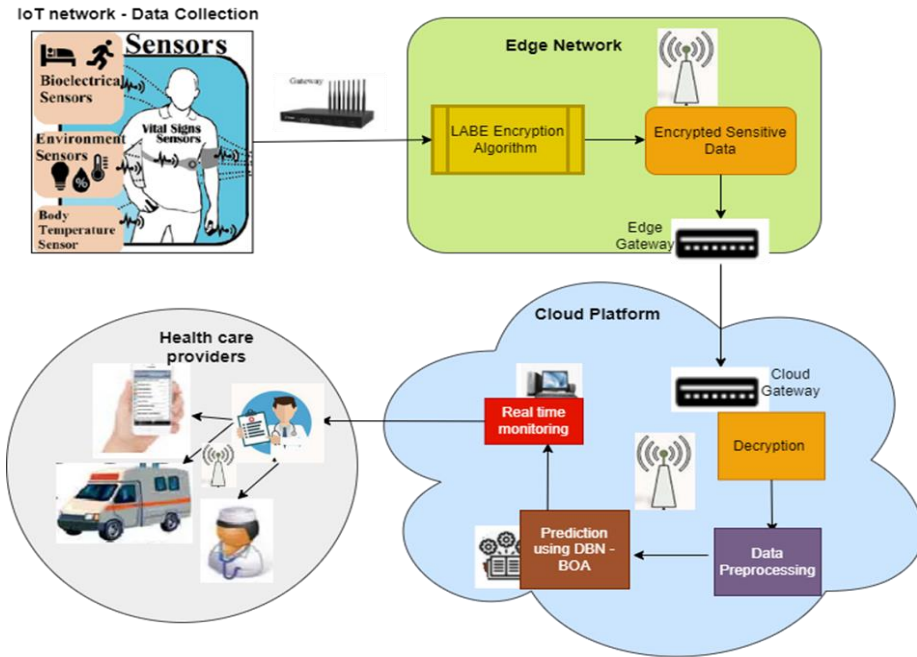 IoT network - Data Collection
Sensors
Bioelectrical
Sensors
Environment
Sensors
Vital Signs
Sensors
%
Body
Temperature
Sensor
Gateway
Edge Network
LABE Encryption
Algorithm
Encrypted Sensitive
Data
Edge
Gateway
Cloud Platform
Cloud
Gateway
Decryption
Data
Preprocessing
Prediction
using DBN -
BOA
Real time
monitoring
Health care
providers